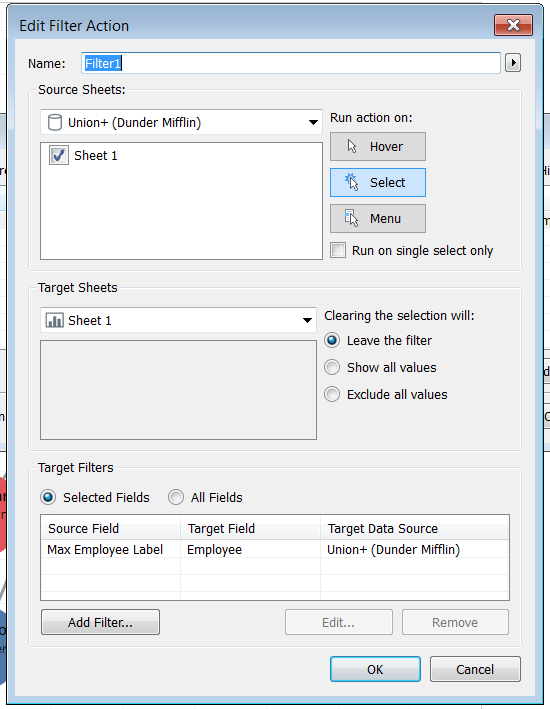 Edit Filter Action
Name: Filter1
Source Sheets:
Union+ (Dunder Mifflin)
Sheet 1
Run action on:
Hover
Select
Menu
Run on single select only
Target Sheets
Sheet 1
Clearing the selection will:
Leave the filter
Show all values
Exclude all values
Target Filters
Selected Fields All Fields
Source Field Target Field Target Data Source
Max Employee Label Employee Union+ (Dunder Mifflin)
Add Filter... Edit... Remove
OK Cancel